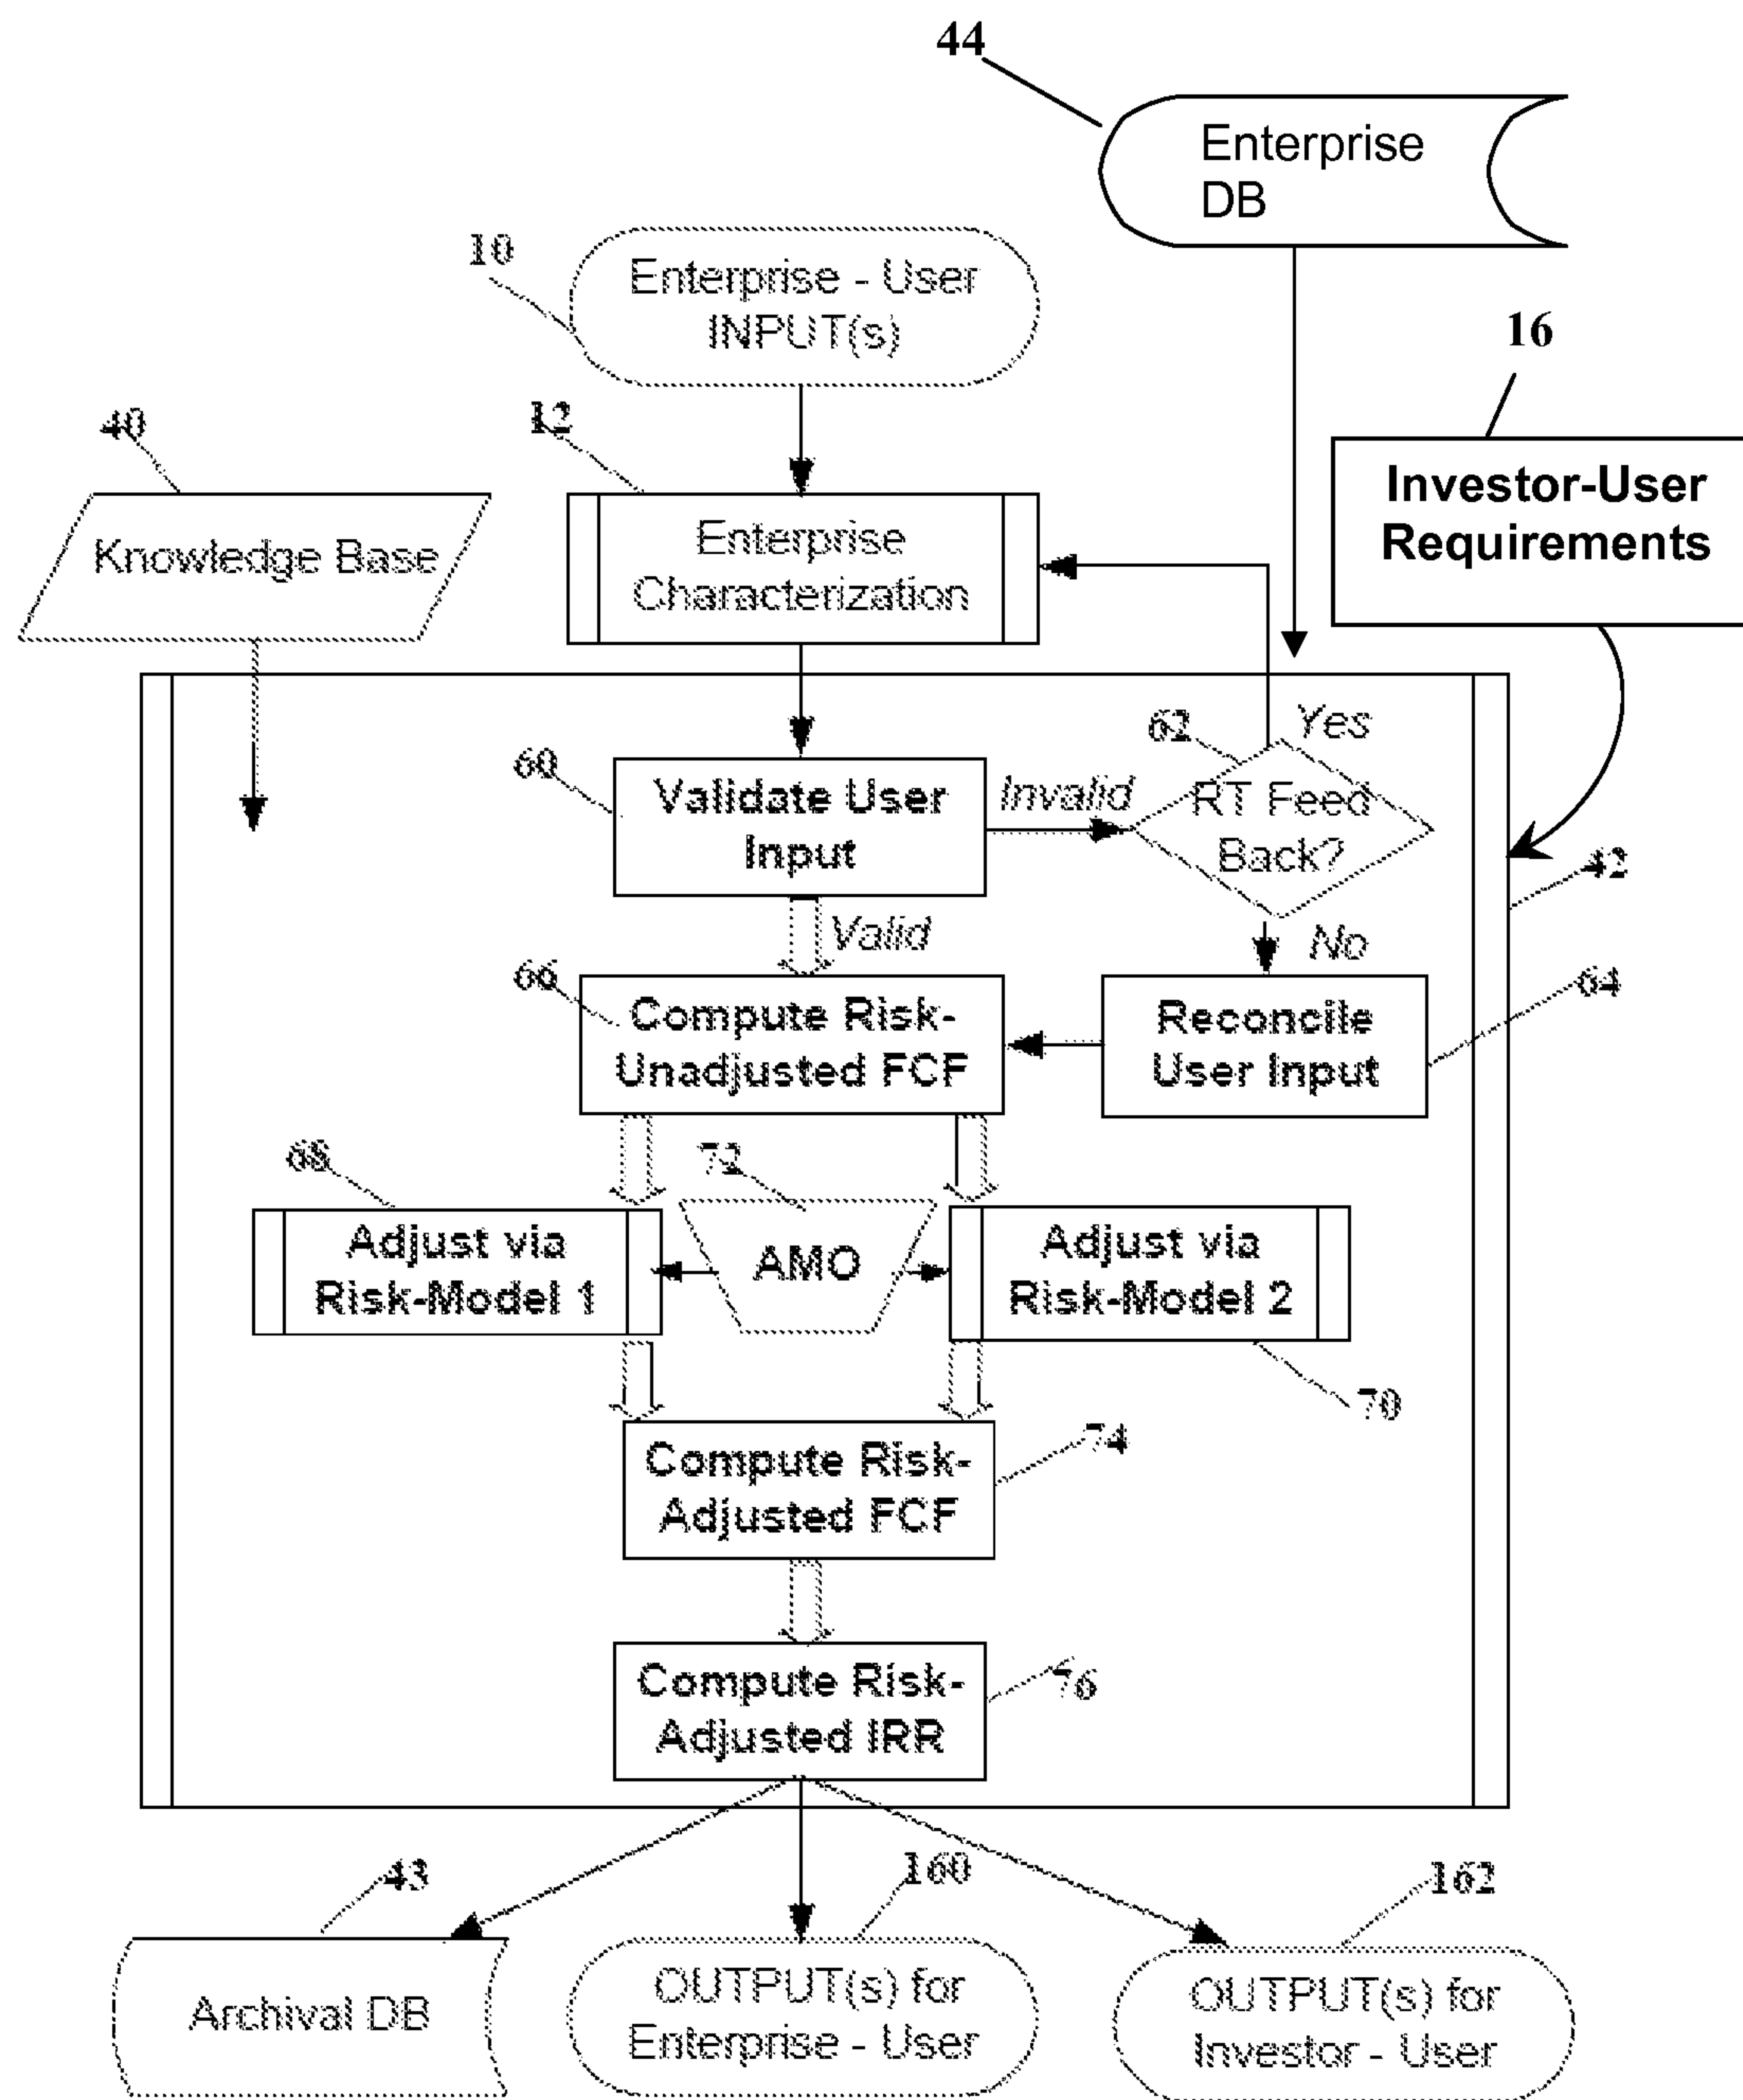 44
Enterprise
DB
10
Enterprise - User
INPUT(s)
16
40
12
Investor-User
Requirements
Knowledge Base
Enterprise
Characterization
62
Yes
60
Validate User
Input
Invalid
RT Feed
Back?
42
Valid
No
66
Compute Risk-
Unadjusted FCF
Reconcile
User Input
64
68
72
Adjust via
Risk-Model 1
AMO
Adjust via
Risk-Model 2
70
Compute Risk-
Adjusted FCF
74
Compute Risk-
Adjusted IRR
76
43
160
162
Archival DB
OUTPUT(s) for
Enterprise - User
OUTPUT(s) for
Investor - User